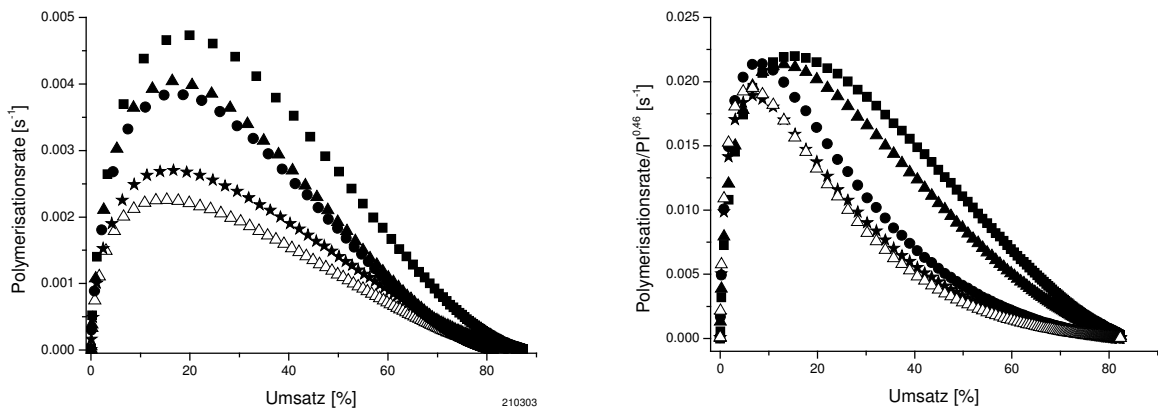 0.005
0.004
0.003
0.002
0.001
0.000
Polymerisationsrate [s⁻¹]
0 20 40 60 80
Umsatz [%]
210303
0.025
0.020
0.015
0.010
0.005
0.000
Polymerisationsrate/PI^0,46 [s⁻¹]
0 20 40 60 80
Umsatz [%]